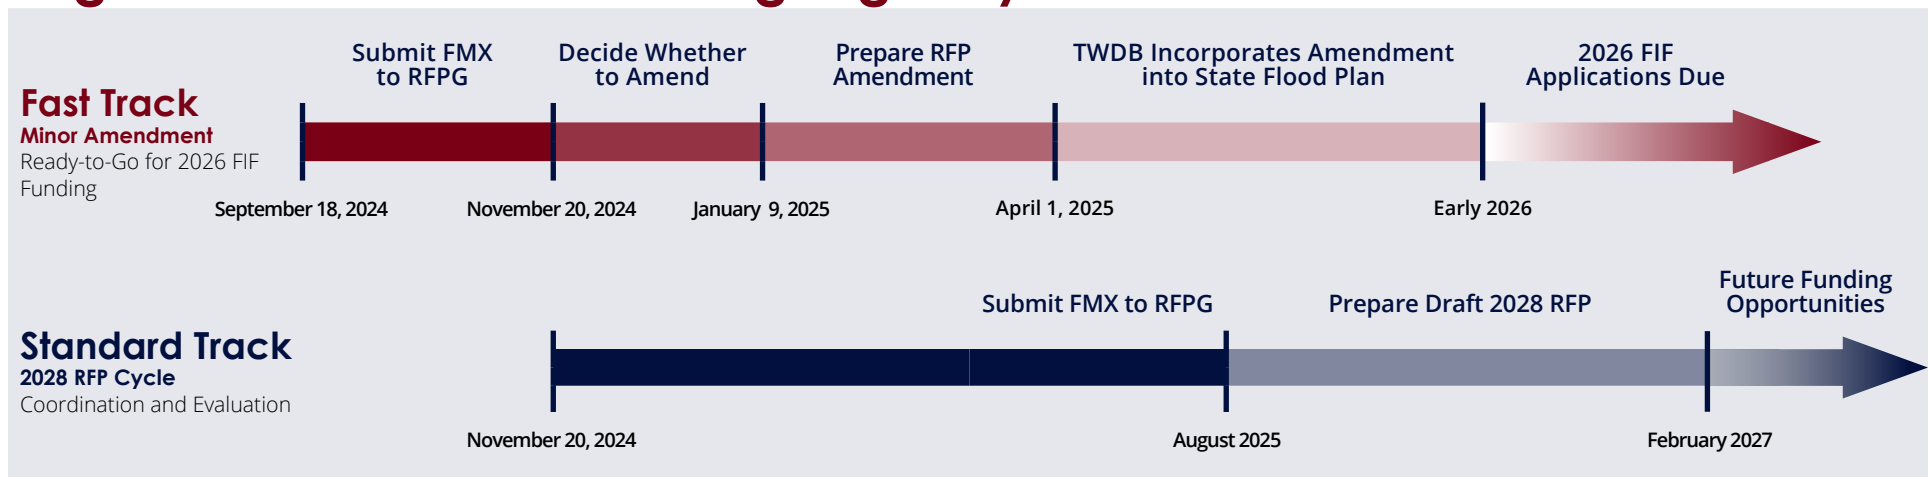 Submit FMX
to RFPG
Decide Whether
to Amend
Prepare RFP
Amendment
TWDB Incorporates Amendment
into State Flood Plan
2026 FIF
Applications Due
Fast Track
Minor Amendment
Ready-to-Go for 2026 FIF
Funding
September 18, 2024
November 20, 2024
January 9, 2025
April 1, 2025
Early 2026
Submit FMX to RFPG
Prepare Draft 2028 RFP
Future Funding
Opportunities
Standard Track
2028 RFP Cycle
Coordination and Evaluation
November 20, 2024
August 2025
February 2027